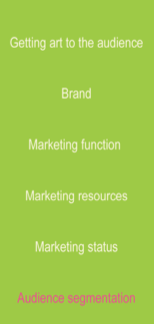 Getting art to the audience
Brand
Marketing function
Marketing resources
Marketing status
Audience segmentation